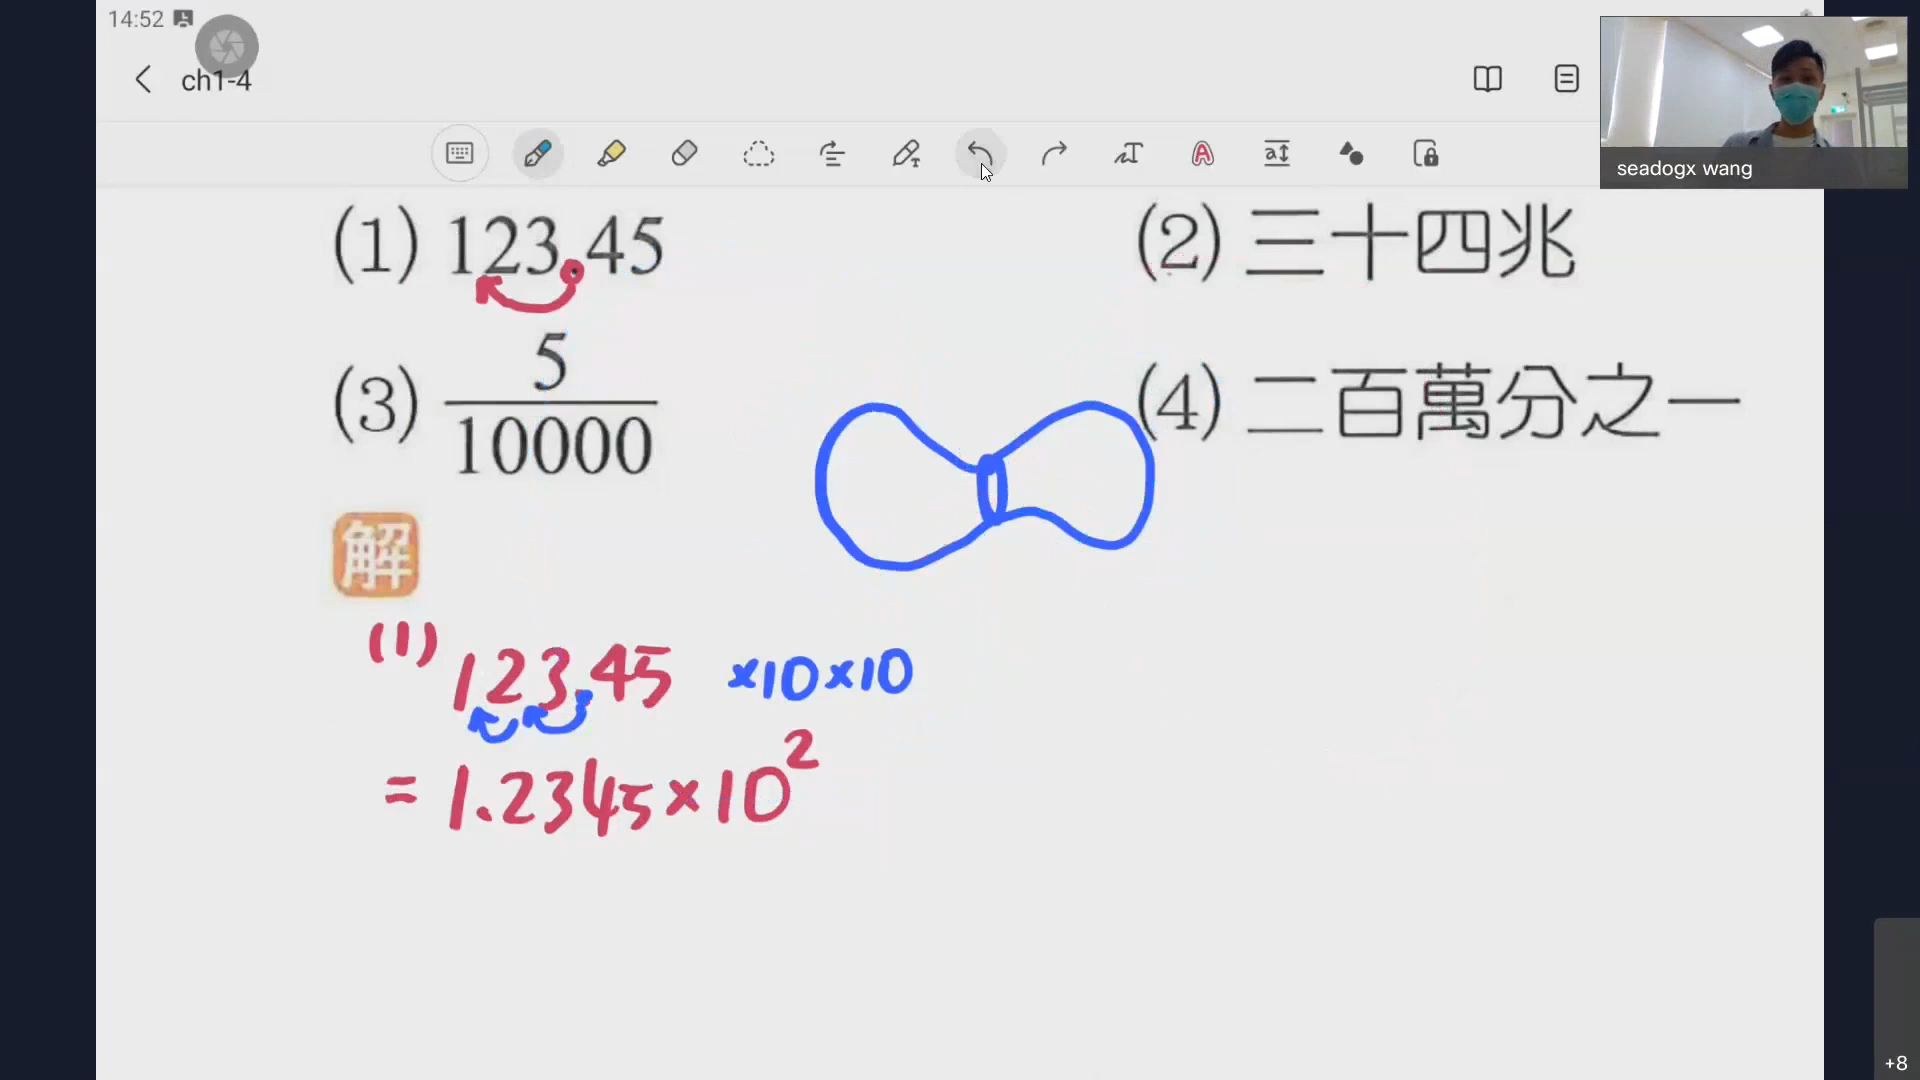 14:52
ch1-4
seadogx wang
(1) 123.45
(2) 三十四兆
(3) 5/10000
(4) 二百萬分之一
解
(1) 123.45 ×10×10
= 1.2345×10²
+8